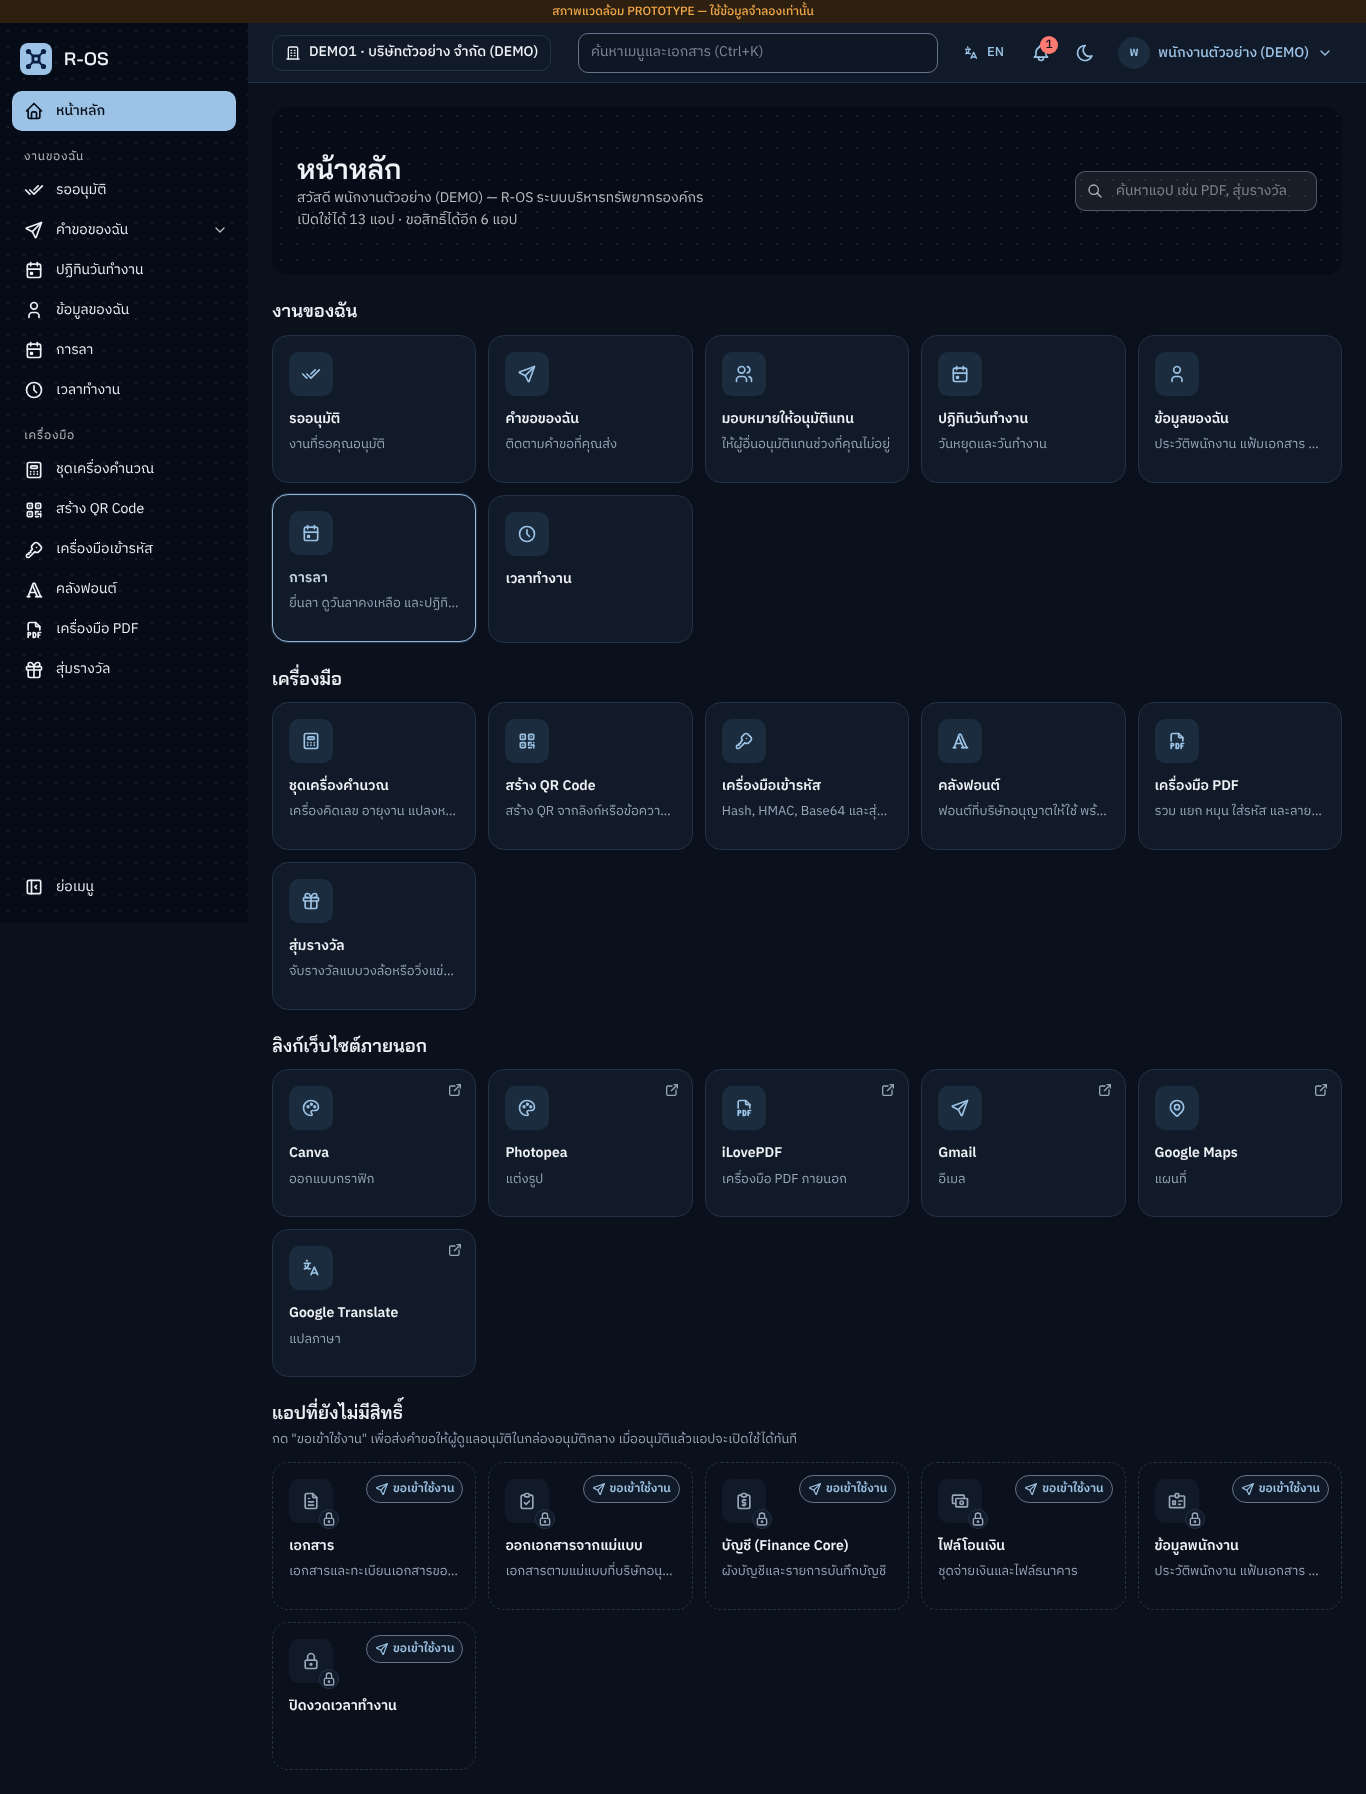 สภาพแวดล้อม PROTOTYPE — ใช้ข้อมูลจำลองเท่านั้น
R-OS
DEMO1 · บริษัทตัวอย่าง จำกัด (DEMO)
ค้นหาเมนูและเอกสาร (Ctrl+K)
EN
1
พ
พนักงานตัวอย่าง (DEMO)
หน้าหลัก
งานของฉัน
รออนุมัติ
คำขอของฉัน
ปฏิทินวันทำงาน
ข้อมูลของฉัน
การลา
เวลาทำงาน
เครื่องมือ
ชุดเครื่องคำนวณ
สร้าง QR Code
เครื่องมือเข้ารหัส
คลังฟอนต์
เครื่องมือ PDF
สุ่มรางวัล
ย่อเมนู
หน้าหลัก
สวัสดี พนักงานตัวอย่าง (DEMO) — R-OS ระบบบริหารทรัพยากรองค์กร
เปิดใช้ได้ 13 แอป · ขอสิทธิ์ได้อีก 6 แอป
ค้นหาแอป เช่น PDF, สุ่มรางวัล
งานของฉัน
รออนุมัติ
งานที่รอคุณอนุมัติ
คำขอของฉัน
ติดตามคำขอที่คุณส่ง
มอบหมายให้อนุมัติแทน
ให้ผู้อื่นอนุมัติแทนช่วงที่คุณไม่อยู่
ปฏิทินวันทำงาน
วันหยุดและวันทำงาน
ข้อมูลของฉัน
ประวัติพนักงาน แฟ้มเอกสาร ...
การลา
ยื่นลา ดูวันลาคงเหลือ และปฏิทิ...
เวลาทำงาน
เครื่องมือ
ชุดเครื่องคำนวณ
เครื่องคิดเลข อายุงาน แปลงห...
สร้าง QR Code
สร้าง QR จากลิงก์หรือข้อควา...
เครื่องมือเข้ารหัส
Hash, HMAC, Base64 และสุ่...
คลังฟอนต์
ฟอนต์ที่บริษัทอนุญาตให้ใช้ พร้...
เครื่องมือ PDF
PDF
รวม แยก หมุน ใส่รหัส และลาย...
สุ่มรางวัล
จับรางวัลแบบวงล้อหรือวิ่งแข่...
ลิงก์เว็บไซต์ภายนอก
Canva
ออกแบบกราฟิก
Photopea
แต่งรูป
PDF
iLovePDF
เครื่องมือ PDF ภายนอก
Gmail
อีเมล
Google Maps
แผนที่
Google Translate
แปลภาษา
แอปที่ยังไม่มีสิทธิ์
กด "ขอเข้าใช้งาน" เพื่อส่งคำขอให้ผู้ดูแลอนุมัติในกล่องอนุมัติกลาง เมื่ออนุมัติแล้วแอปจะเปิดใช้ได้ทันที
ขอเข้าใช้งาน
เอกสาร
เอกสารและทะเบียนเอกสารขอ...
ขอเข้าใช้งาน
ออกเอกสารจากแม่แบบ
เอกสารตามแม่แบบที่บริษัทอนุ...
ขอเข้าใช้งาน
บัญชี (Finance Core)
ผังบัญชีและรายการบันทึกบัญชี
ขอเข้าใช้งาน
ไฟล์โอนเงิน
ชุดจ่ายเงินและไฟล์ธนาคาร
ขอเข้าใช้งาน
ข้อมูลพนักงาน
ประวัติพนักงาน แฟ้มเอกสาร ...
ขอเข้าใช้งาน
ปิดงวดเวลาทำงาน